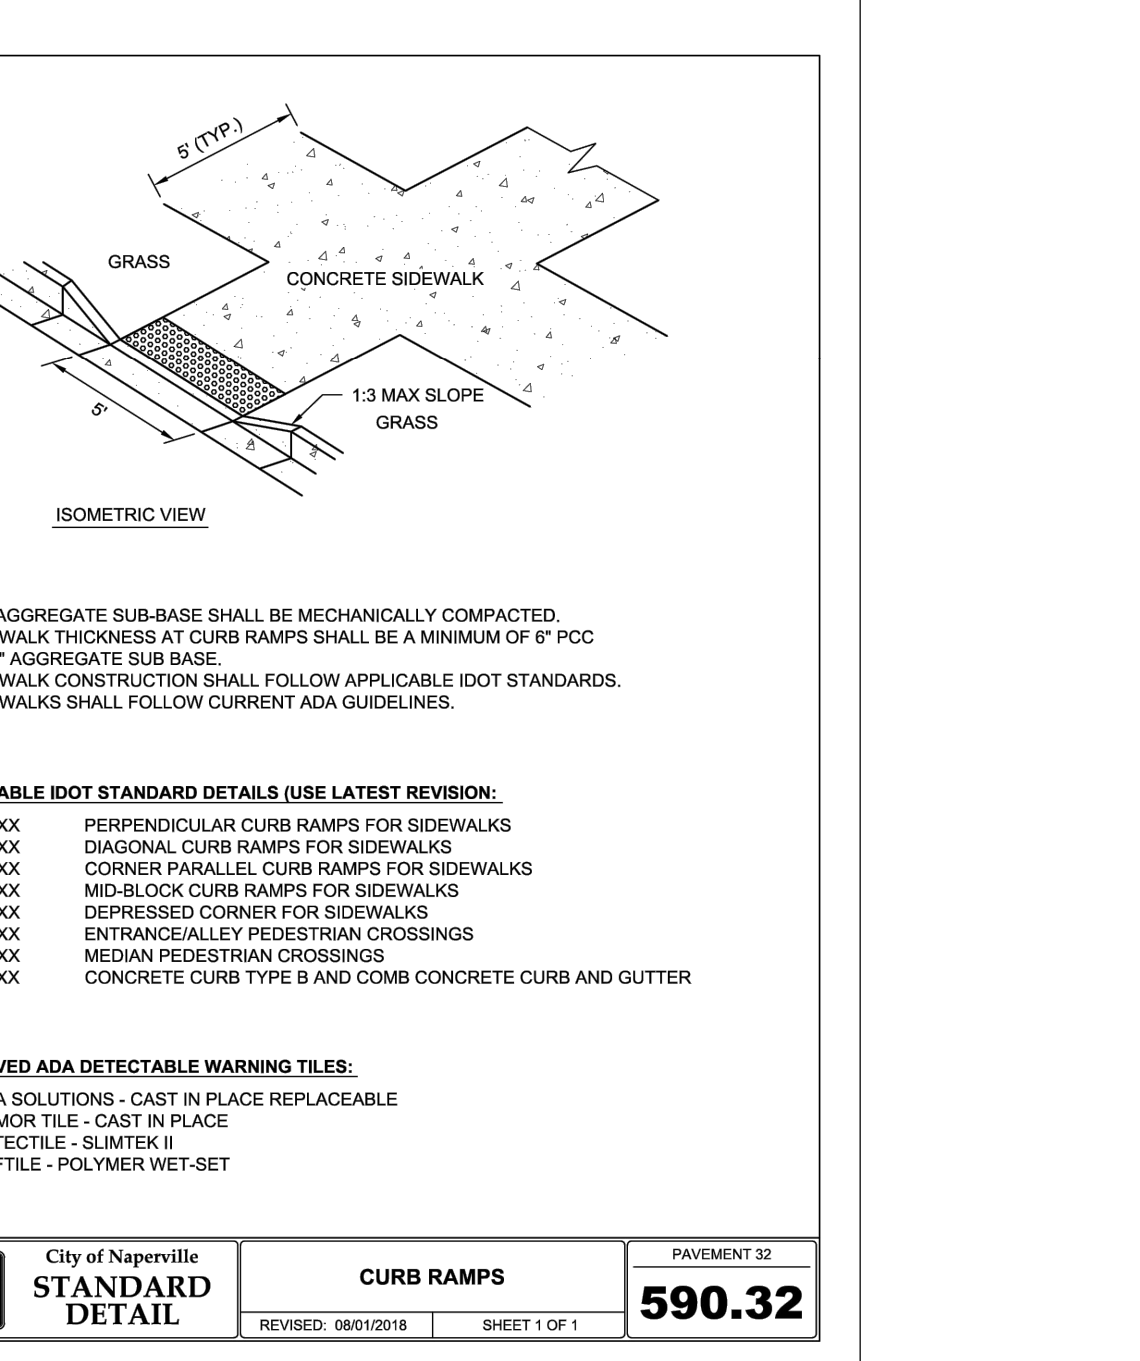 5' (TYP.)
GRASS
CONCRETE SIDEWALK
1:3 MAX SLOPE
GRASS
5'
ISOMETRIC VIEW
AGGREGATE SUB-BASE SHALL BE MECHANICALLY COMPACTED.
WALK THICKNESS AT CURB RAMPS SHALL BE A MINIMUM OF 6" PCC
" AGGREGATE SUB BASE.
WALK CONSTRUCTION SHALL FOLLOW APPLICABLE IDOT STANDARDS.
WALKS SHALL FOLLOW CURRENT ADA GUIDELINES.
ABLE IDOT STANDARD DETAILS (USE LATEST REVISION:
XX PERPENDICULAR CURB RAMPS FOR SIDEWALKS
XX DIAGONAL CURB RAMPS FOR SIDEWALKS
XX CORNER PARALLEL CURB RAMPS FOR SIDEWALKS
XX MID-BLOCK CURB RAMPS FOR SIDEWALKS
XX DEPRESSED CORNER FOR SIDEWALKS
XX ENTRANCE/ALLEY PEDESTRIAN CROSSINGS
XX MEDIAN PEDESTRIAN CROSSINGS
XX CONCRETE CURB TYPE B AND COMB CONCRETE CURB AND GUTTER
VED ADA DETECTABLE WARNING TILES:
A SOLUTIONS - CAST IN PLACE REPLACEABLE
MOR TILE - CAST IN PLACE
TECTILE - SLIMTEK II
FTILE - POLYMER WET-SET
City of Naperville
STANDARD
DETAIL
CURB RAMPS
REVISED: 08/01/2018
SHEET 1 OF 1
PAVEMENT 32
590.32